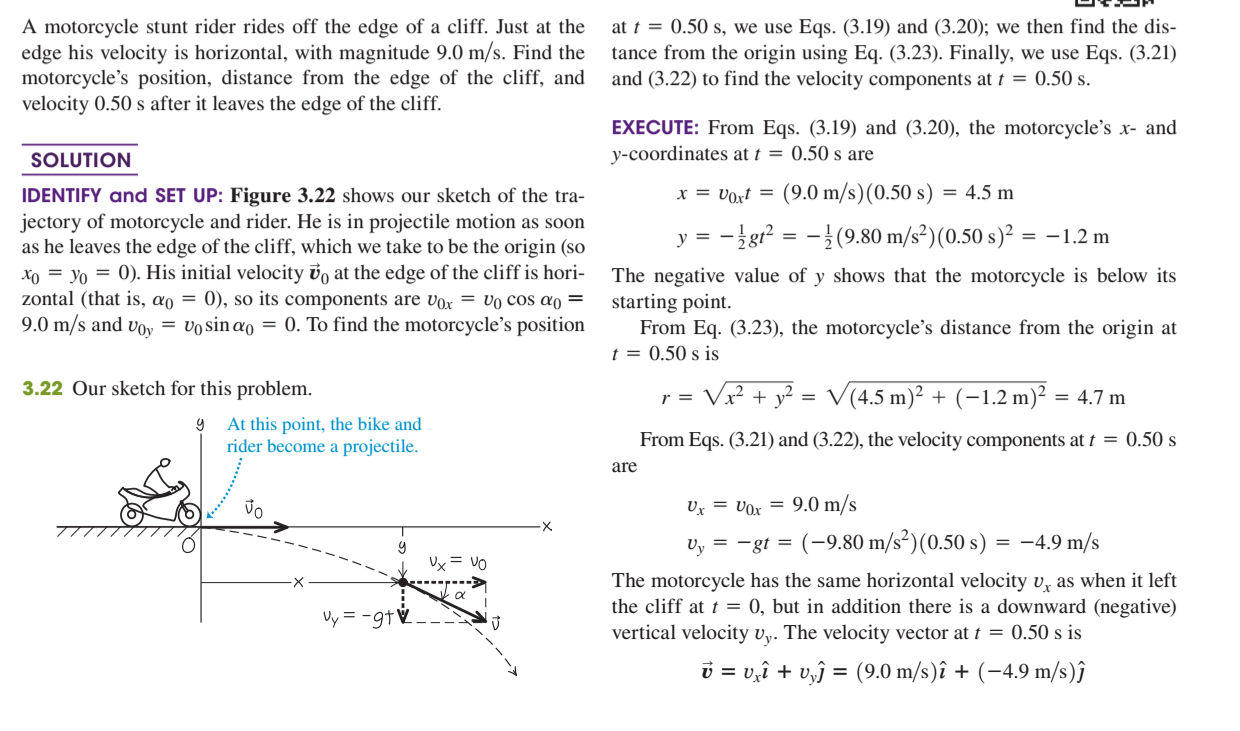 A motorcycle stunt rider rides off the edge of a cliff. Just at the
edge his velocity is horizontal, with magnitude 9.0 m/s. Find the
motorcycle's position, distance from the edge of the cliff, and
velocity 0.50 s after it leaves the edge of the cliff.
SOLUTION
IDENTIFY and SET UP: Figure 3.22 shows our sketch of the tra-
jectory of motorcycle and rider. He is in projectile motion as soon
as he leaves the edge of the cliff, which we take to be the origin (so
x₀ = y₀ = 0). His initial velocity v⃗₀ at the edge of the cliff is hori-
zontal (that is, α₀ = 0), so its components are v₀ₓ = v₀ cos α₀ =
9.0 m/s and v₀y = v₀ sin α₀ = 0. To find the motorcycle's position
3.22 Our sketch for this problem.
y
At this point, the bike and
rider become a projectile.
v⃗₀
x
O
y
vₓ = v₀
x
α
vy = -gt
v⃗
at t = 0.50 s, we use Eqs. (3.19) and (3.20); we then find the dis-
tance from the origin using Eq. (3.23). Finally, we use Eqs. (3.21)
and (3.22) to find the velocity components at t = 0.50 s.
EXECUTE: From Eqs. (3.19) and (3.20), the motorcycle's x- and
y-coordinates at t = 0.50 s are
x = v₀ₓt = (9.0 m/s)(0.50 s) = 4.5 m
y = −½gt² = −½(9.80 m/s²)(0.50 s)² = −1.2 m
The negative value of y shows that the motorcycle is below its
starting point.
From Eq. (3.23), the motorcycle's distance from the origin at
t = 0.50 s is
r = √(x² + y²) = √((4.5 m)² + (−1.2 m)²) = 4.7 m
From Eqs. (3.21) and (3.22), the velocity components at t = 0.50 s
are
vₓ = v₀ₓ = 9.0 m/s
vy = −gt = (−9.80 m/s²)(0.50 s) = −4.9 m/s
The motorcycle has the same horizontal velocity vₓ as when it left
the cliff at t = 0, but in addition there is a downward (negative)
vertical velocity vy. The velocity vector at t = 0.50 s is
v⃗ = vₓî + vyĵ = (9.0 m/s)î + (−4.9 m/s)ĵ